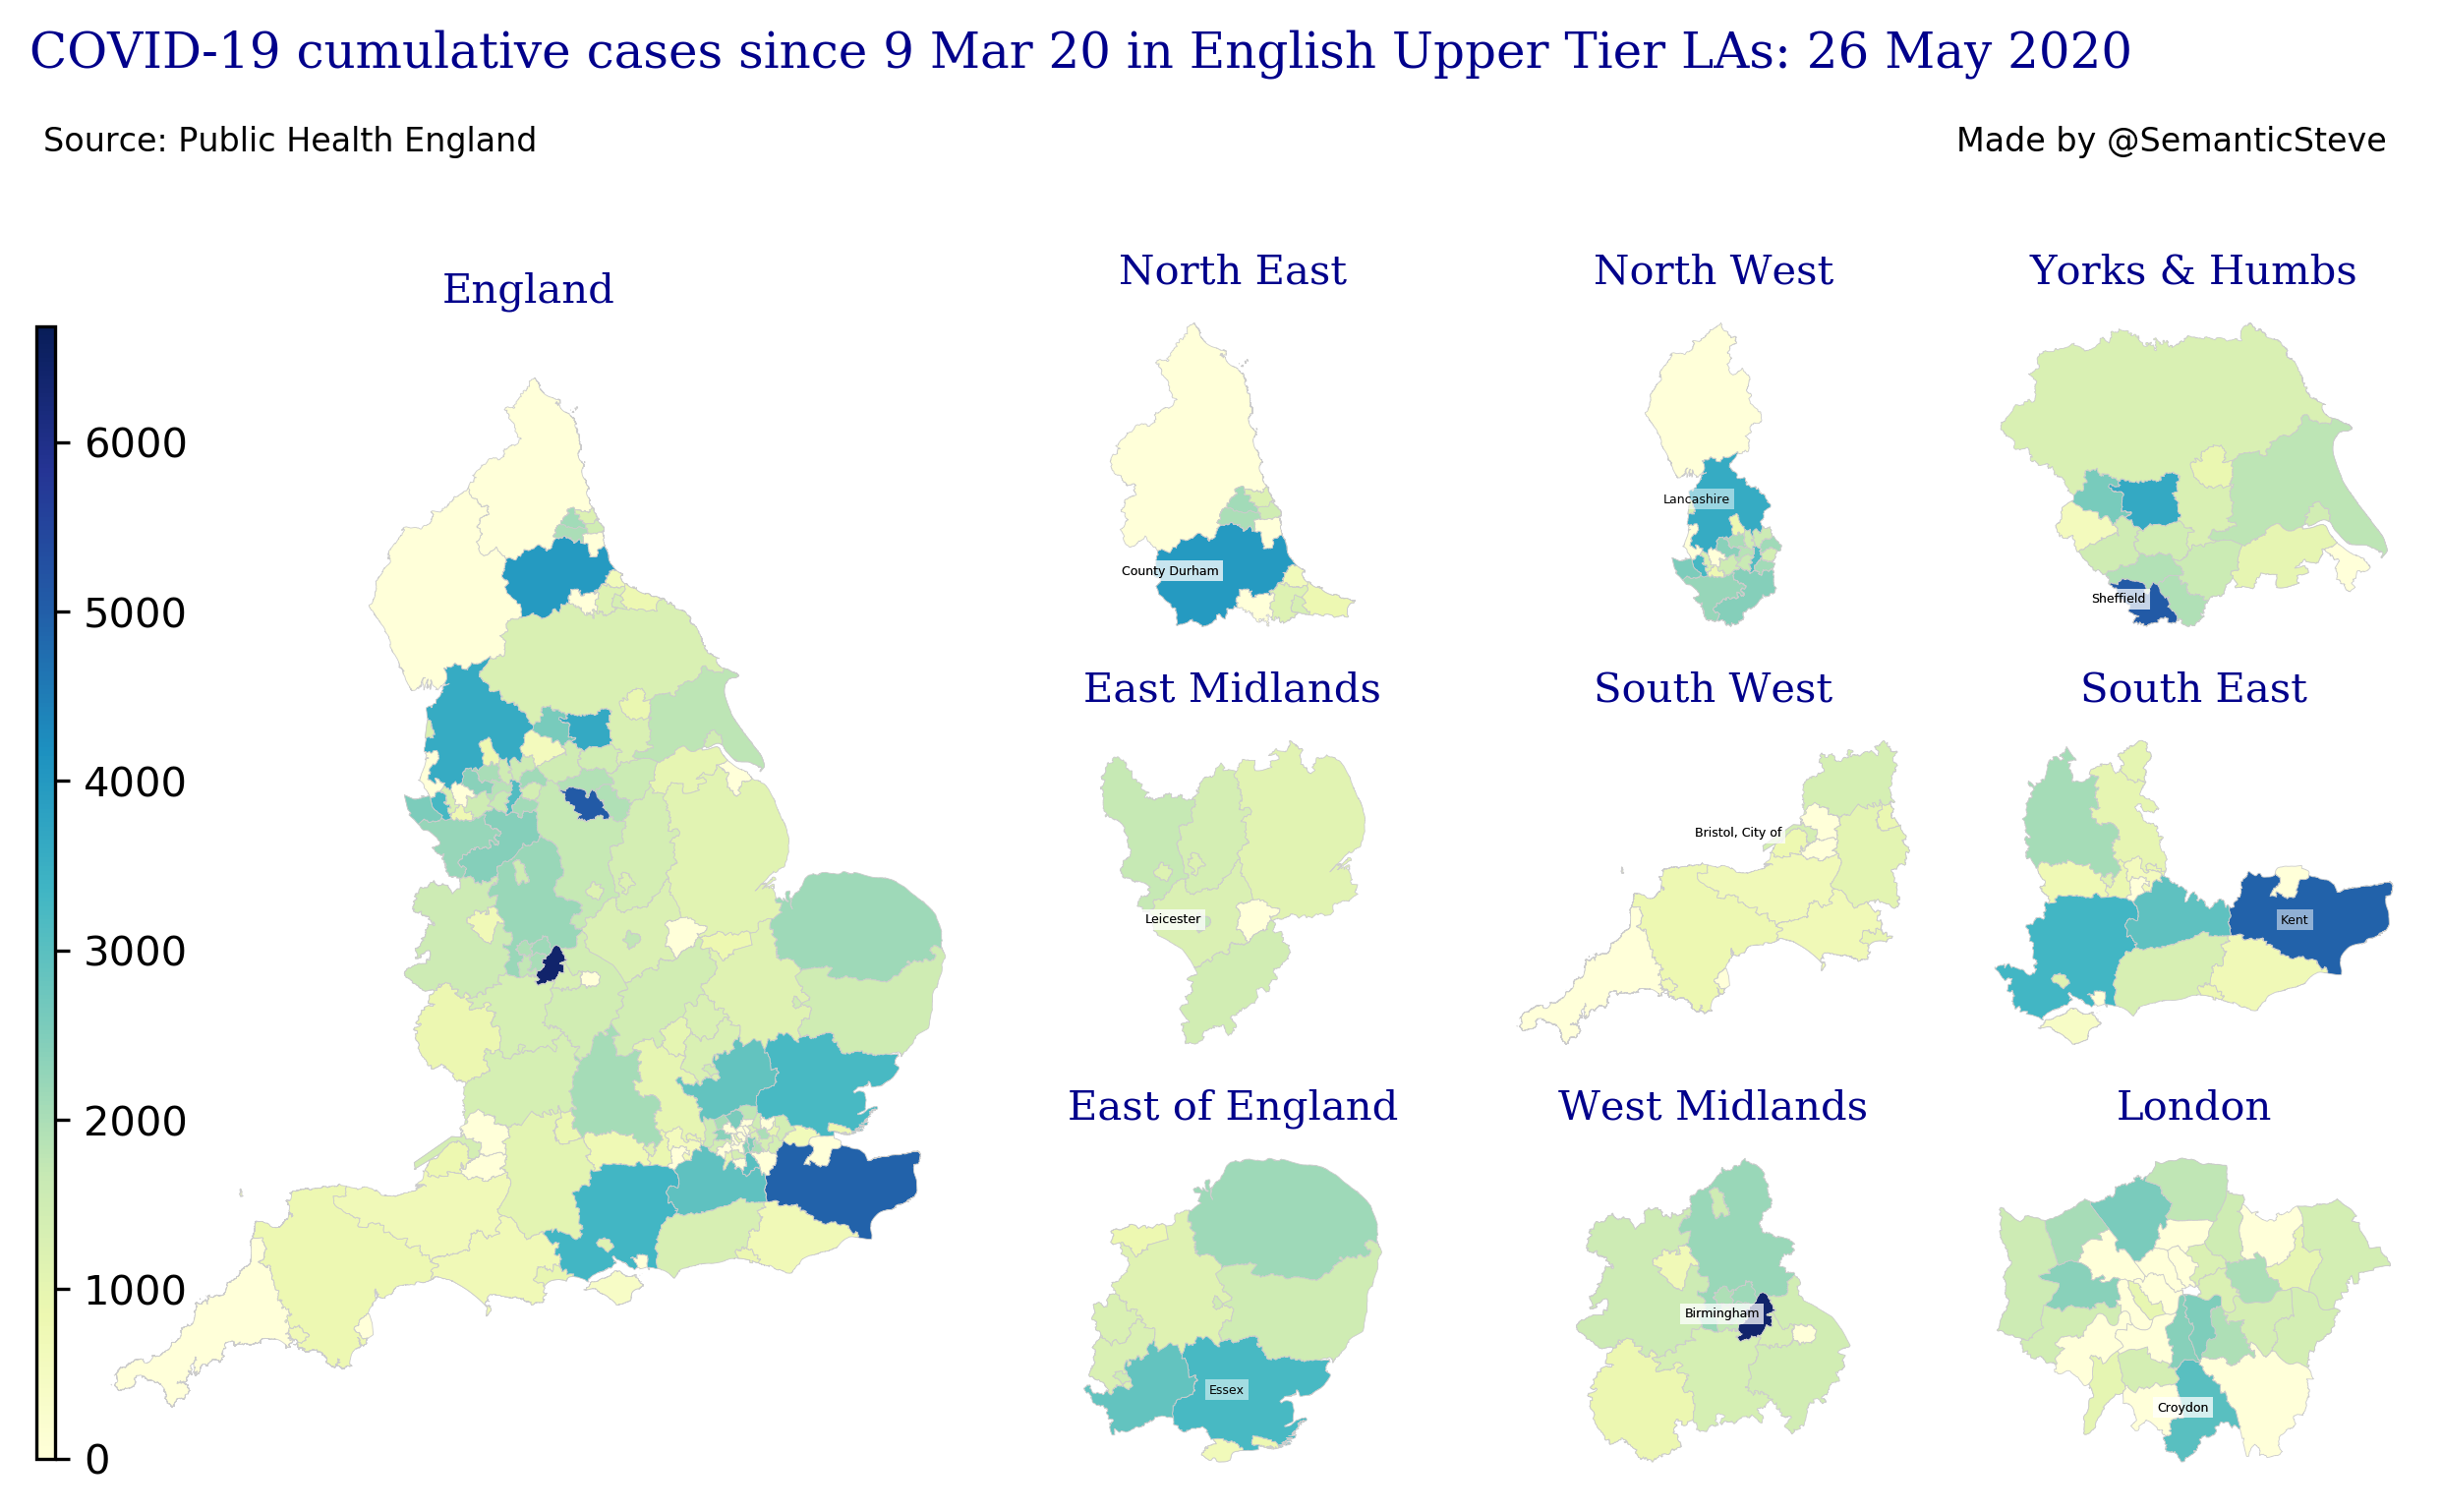 COVID-19 cumulative cases since 9 Mar 20 in English Upper Tier LAs: 26 May 2020
Source: Public Health England
Made by @SemanticSteve
England
North East
North West
Yorks & Humbs
6000
5000
4000
3000
2000
1000
0
County Durham
Lancashire
Sheffield
East Midlands
South West
South East
Leicester
Bristol, City of
Kent
East of England
West Midlands
London
Essex
Birmingham
Croydon